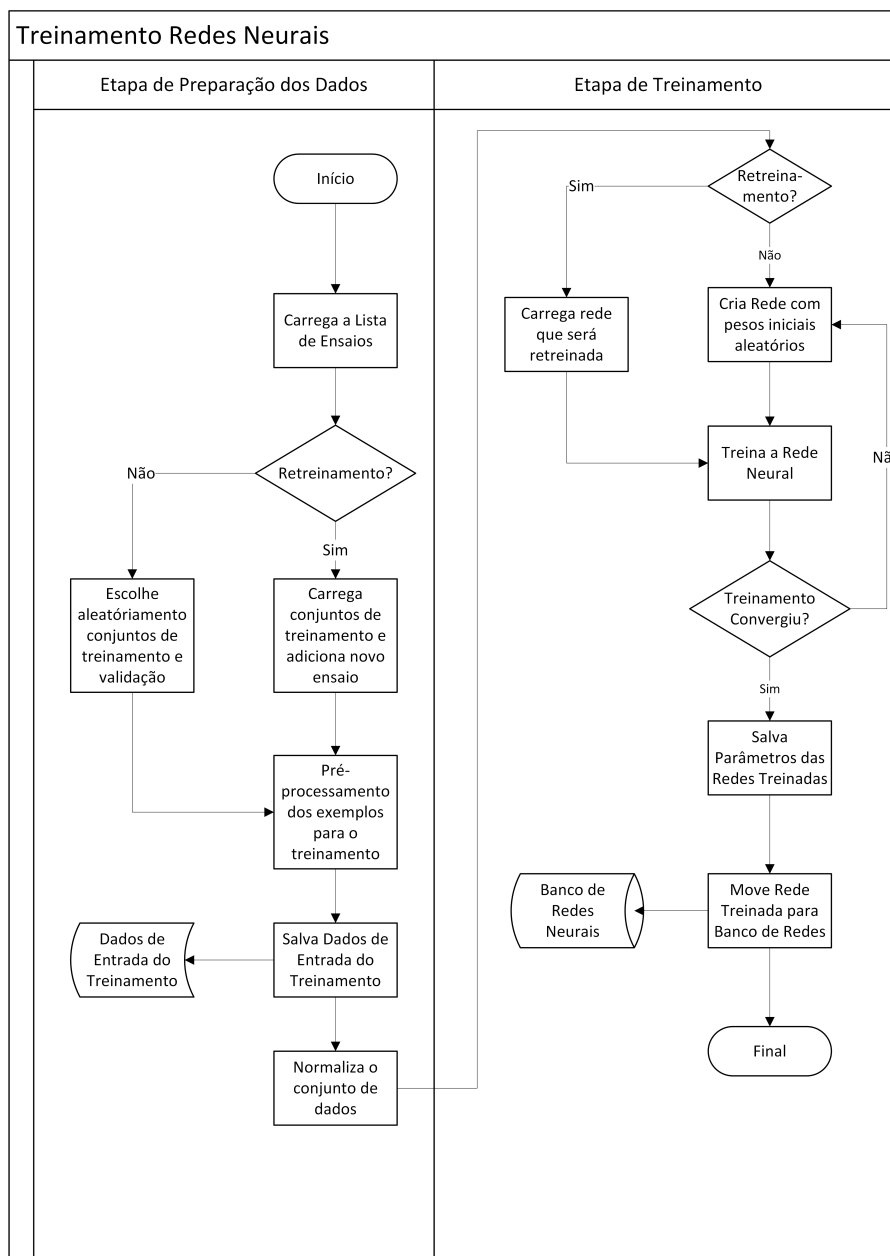 Treinamento Redes Neurais
Etapa de Preparação dos Dados
Etapa de Treinamento
Início
Carrega a Lista
de Ensaios
Retreinamento?
Não
Sim
Escolhe
aleatóriamento
conjuntos de
treinamento e
validação
Carrega
conjuntos de
treinamento e
adiciona novo
ensaio
Pré-
processamento
dos exemplos
para o
treinamento
Salva Dados de
Entrada do
Treinamento
Dados de
Entrada do
Treinamento
Normaliza o
conjunto de
dados
Retreina-
mento?
Sim
Não
Carrega rede
que será
retreinada
Cria Rede com
pesos iniciais
aleatórios
Treina a Rede
Neural
Treinamento
Convergiu?
Nã
Sim
Salva
Parâmetros das
Redes Treinadas
Move Rede
Treinada para
Banco de Redes
Banco de
Redes
Neurais
Final